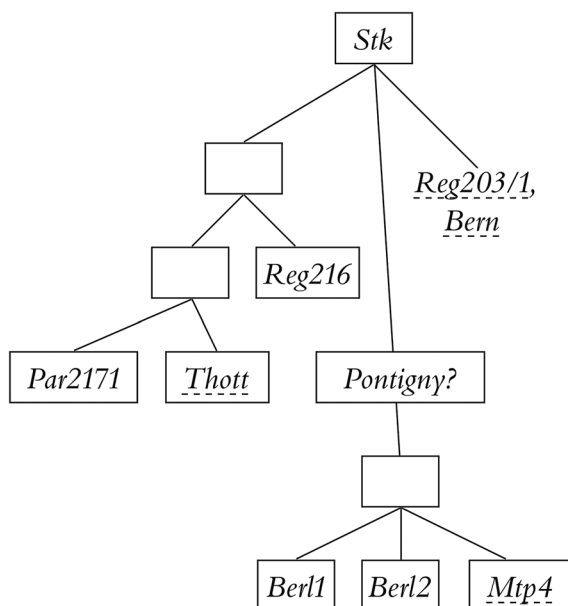 Stk
Reg203/1,
Bern
Reg216
Par2171
Thott
Pontigny?
Berl1
Berl2
Mtp4